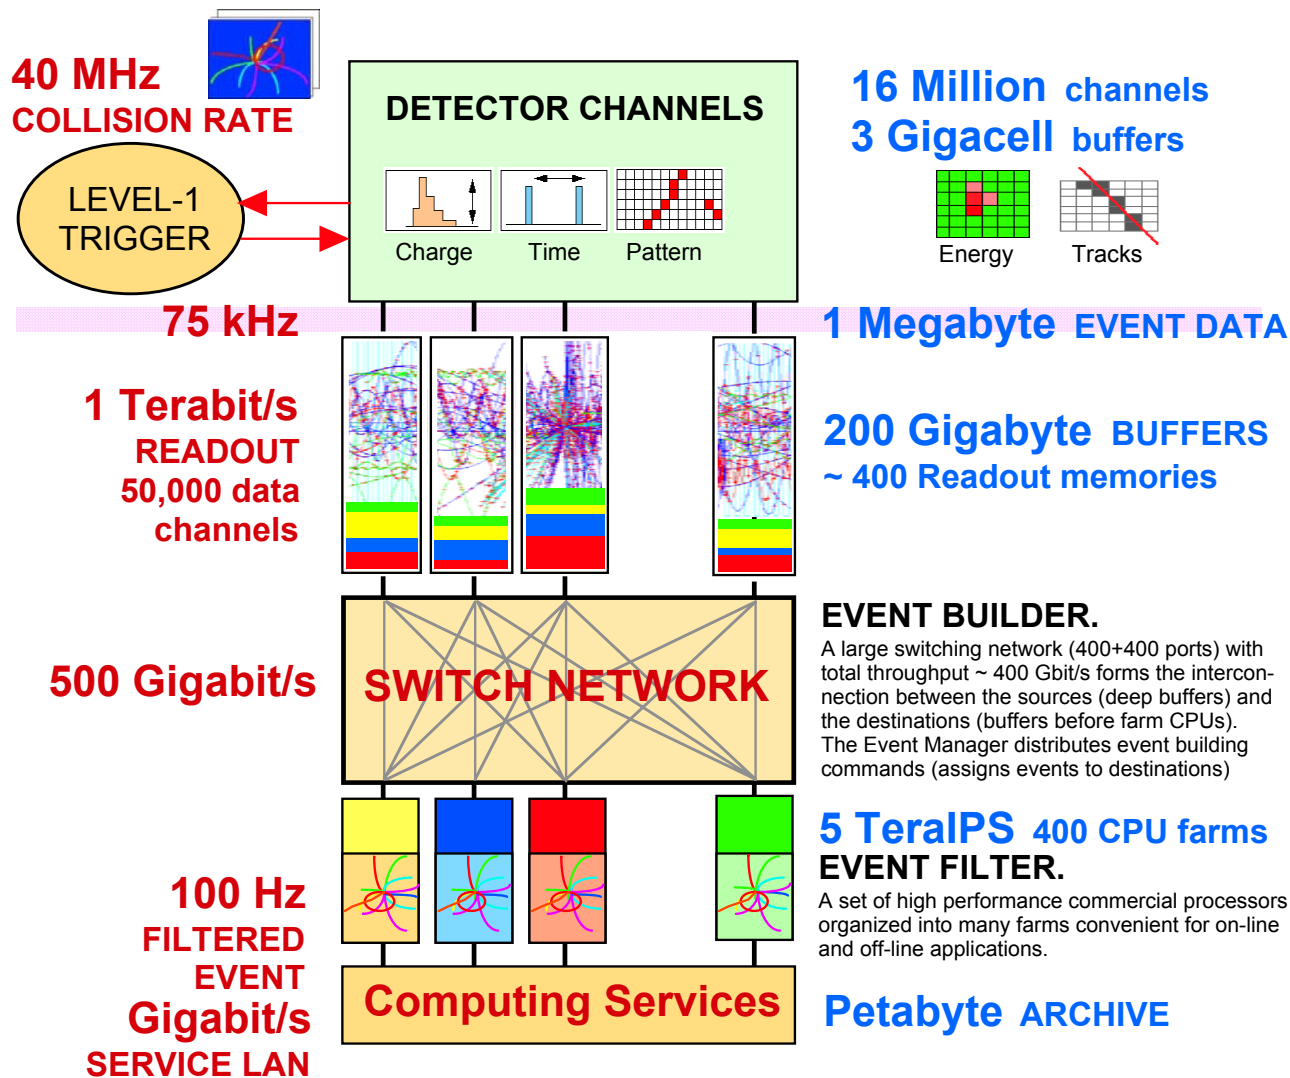 40 MHz
COLLISION RATE
LEVEL-1
TRIGGER
DETECTOR CHANNELS
Charge
Time
Pattern
16 Million channels
3 Gigacell buffers
Energy
Tracks
75 kHz
1 Megabyte EVENT DATA
1 Terabit/s
READOUT
50,000 data
channels
200 Gigabyte BUFFERS
~ 400 Readout memories
500 Gigabit/s
SWITCH NETWORK
EVENT BUILDER.
A large switching network (400+400 ports) with
total throughput ~ 400 Gbit/s forms the intercon-
nection between the sources (deep buffers) and
the destinations (buffers before farm CPUs).
The Event Manager distributes event building
commands (assigns events to destinations)
5 TeraIPS 400 CPU farms
EVENT FILTER.
A set of high performance commercial processors
organized into many farms convenient for on-line
and off-line applications.
100 Hz
FILTERED
EVENT
Gigabit/s
SERVICE LAN
Computing Services
Petabyte ARCHIVE